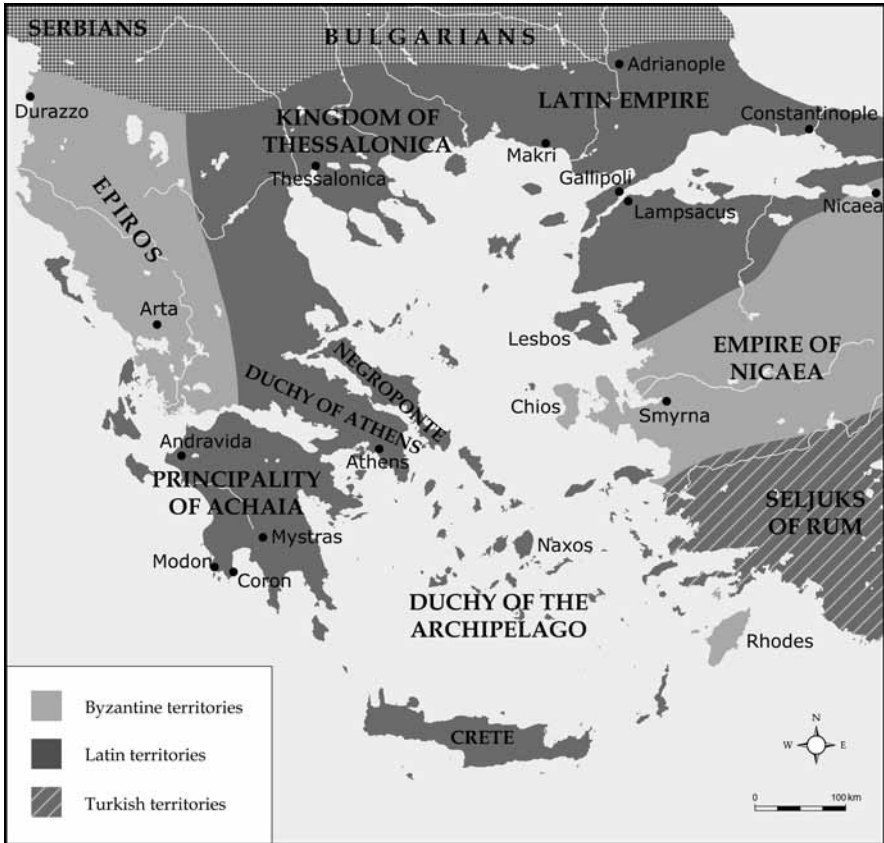 SERBIANS
BULGARIANS
Adrianople
Durazzo
LATIN EMPIRE
Constantinople
KINGDOM OF
THESSALONICA
Makri
Thessalonica
Gallipoli
Lampsacus
Nicaea
EPIROS
Arta
Lesbos
EMPIRE OF
NICAEA
NEGROPONTE
DUCHY OF ATHENS
Chios
Smyrna
Andravida
Athens
PRINCIPALITY
OF ACHAIA
SELJUKS
OF RUM
Mystras
Naxos
Modon
Coron
DUCHY OF THE
ARCHIPELAGO
Rhodes
CRETE
Byzantine territories
Latin territories
Turkish territories
N
W E
S
0 100 km